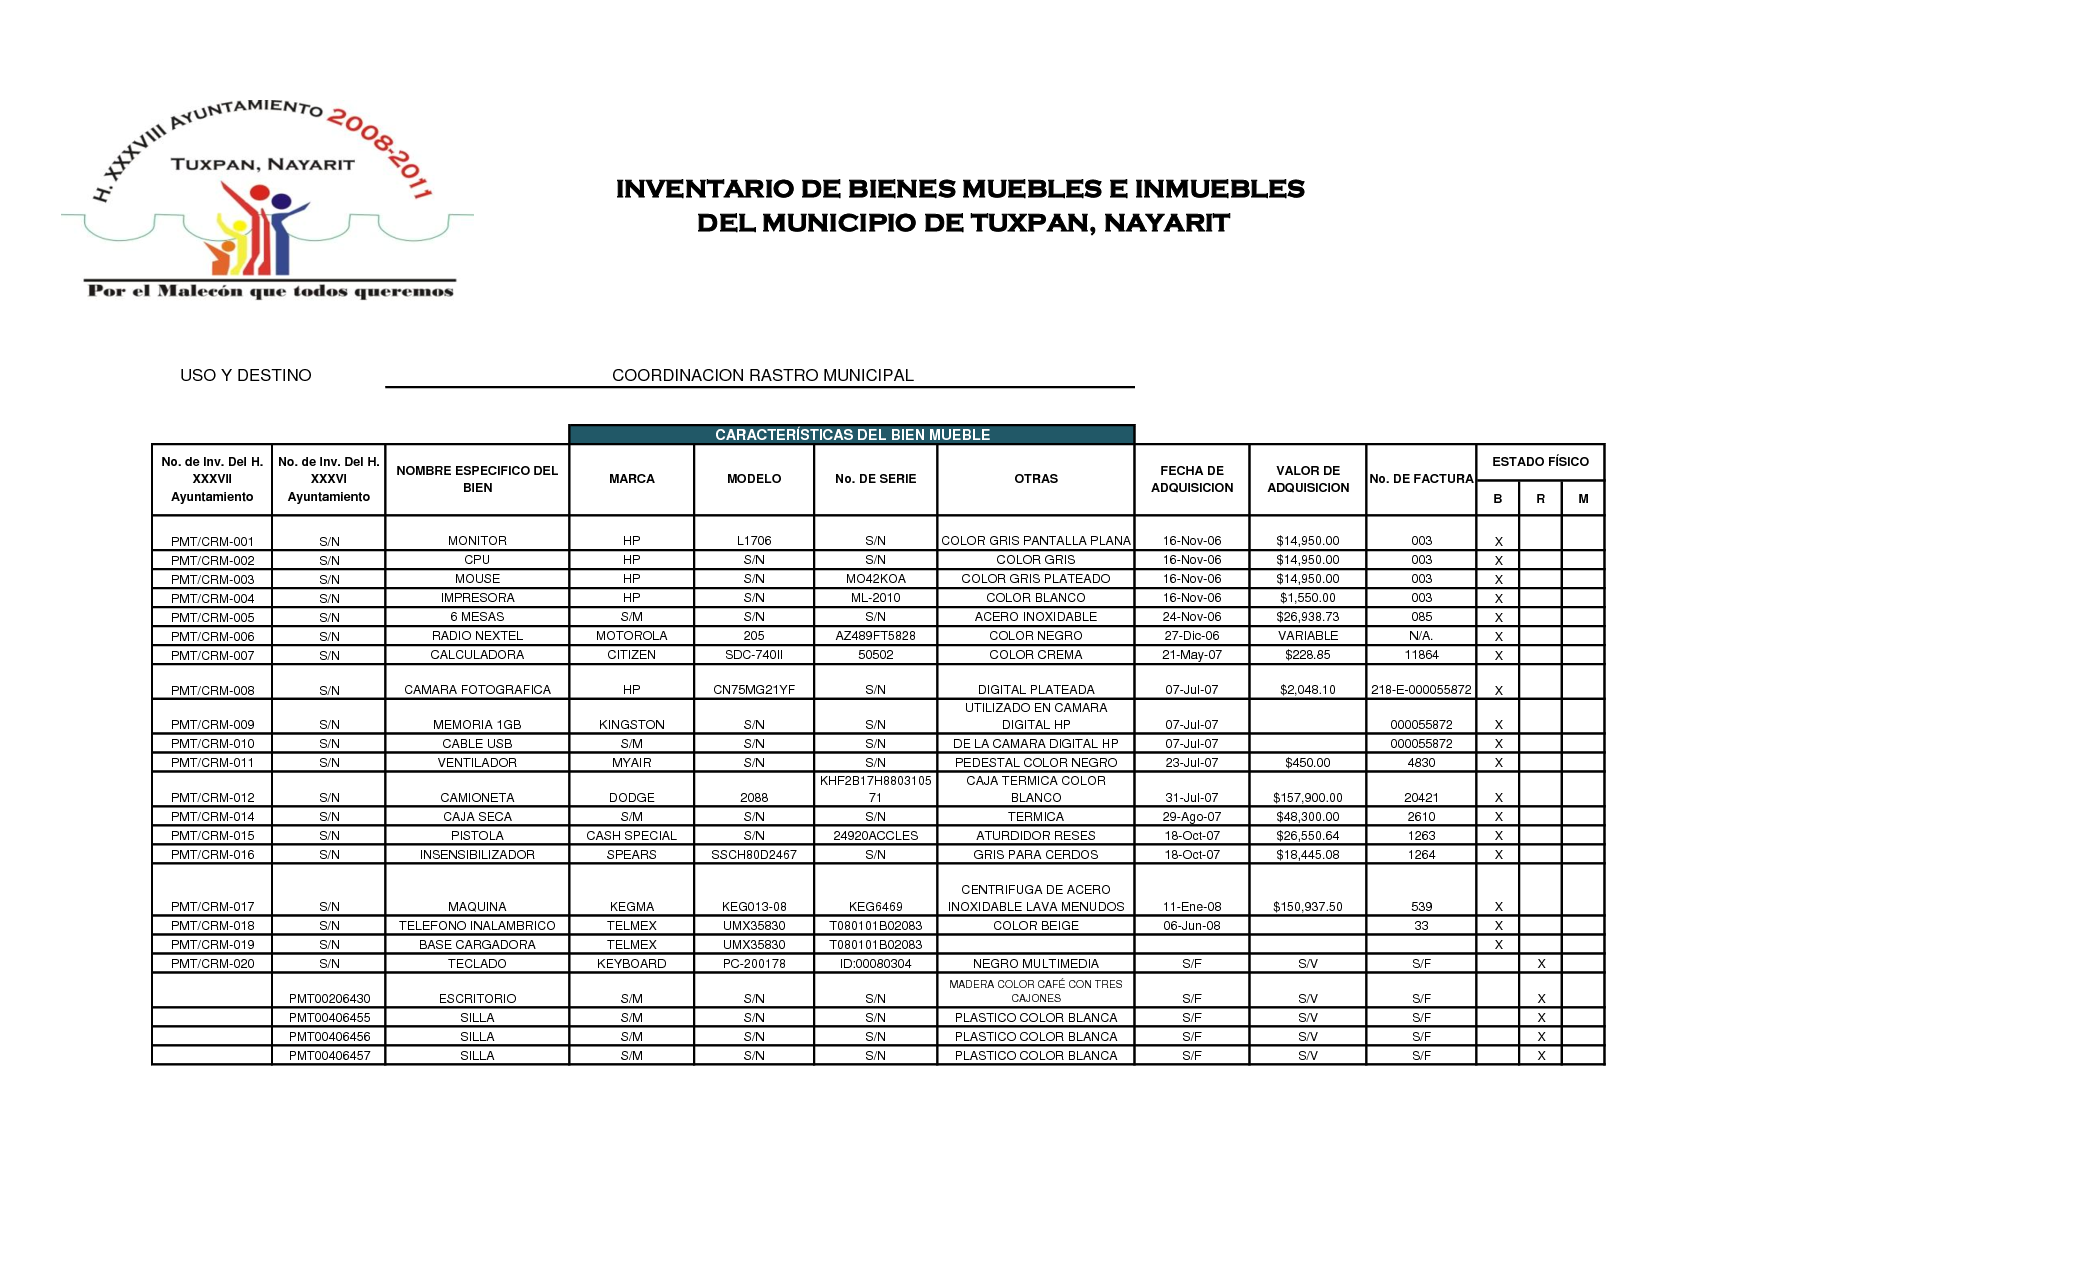 H. XXXVIII AYUNTAMIENTO 2008-2011
TUXPAN, NAYARIT
Por el Malecón que todos queremos
INVENTARIO DE BIENES MUEBLES E INMUEBLES
DEL MUNICIPIO DE TUXPAN, NAYARIT
USO Y DESTINO COORDINACION RASTRO MUNICIPAL
CARACTERÍSTICAS DEL BIEN MUEBLE
No. de Inv. Del H. XXXVII Ayuntamiento No. de Inv. Del H. XXXVI Ayuntamiento NOMBRE ESPECIFICO DEL BIEN MARCA MODELO No. DE SERIE OTRAS FECHA DE ADQUISICION VALOR DE ADQUISICION No. DE FACTURA ESTADO FÍSICO
B R M
PMT/CRM-001 S/N MONITOR HP L1706 S/N COLOR GRIS PANTALLA PLANA 16-Nov-06 $14,950.00 003 X
PMT/CRM-002 S/N CPU HP S/N S/N COLOR GRIS 16-Nov-06 $14,950.00 003 X
PMT/CRM-003 S/N MOUSE HP S/N MO42KOA COLOR GRIS PLATEADO 16-Nov-06 $14,950.00 003 X
PMT/CRM-004 S/N IMPRESORA HP S/N ML-2010 COLOR BLANCO 16-Nov-06 $1,550.00 003 X
PMT/CRM-005 S/N 6 MESAS S/M S/N S/N ACERO INOXIDABLE 24-Nov-06 $26,938.73 085 X
PMT/CRM-006 S/N RADIO NEXTEL MOTOROLA 205 AZ489FT5828 COLOR NEGRO 27-Dic-06 VARIABLE N/A. X
PMT/CRM-007 S/N CALCULADORA CITIZEN SDC-740II 50502 COLOR CREMA 21-May-07 $228.85 11864 X
PMT/CRM-008 S/N CAMARA FOTOGRAFICA HP CN75MG21YF S/N DIGITAL PLATEADA 07-Jul-07 $2,048.10 218-E-000055872 X
PMT/CRM-009 S/N MEMORIA 1GB KINGSTON S/N S/N UTILIZADO EN CAMARA DIGITAL HP 07-Jul-07 000055872 X
PMT/CRM-010 S/N CABLE USB S/M S/N S/N DE LA CAMARA DIGITAL HP 07-Jul-07 000055872 X
PMT/CRM-011 S/N VENTILADOR MYAIR S/N S/N PEDESTAL COLOR NEGRO 23-Jul-07 $450.00 4830 X
PMT/CRM-012 S/N CAMIONETA DODGE 2088 KHF2B17H8803105 71 CAJA TERMICA COLOR BLANCO 31-Jul-07 $157,900.00 20421 X
PMT/CRM-014 S/N CAJA SECA S/M S/N S/N TERMICA 29-Ago-07 $48,300.00 2610 X
PMT/CRM-015 S/N PISTOLA CASH SPECIAL S/N 24920ACCLES ATURDIDOR RESES 18-Oct-07 $26,550.64 1263 X
PMT/CRM-016 S/N INSENSIBILIZADOR SPEARS SSCH80D2467 S/N GRIS PARA CERDOS 18-Oct-07 $18,445.08 1264 X
PMT/CRM-017 S/N MAQUINA KEGMA KEG013-08 KEG6469 CENTRIFUGA DE ACERO INOXIDABLE LAVA MENUDOS 11-Ene-08 $150,937.50 539 X
PMT/CRM-018 S/N TELEFONO INALAMBRICO TELMEX UMX35830 T080101B02083 COLOR BEIGE 06-Jun-08 33 X
PMT/CRM-019 S/N BASE CARGADORA TELMEX UMX35830 T080101B02083 X
PMT/CRM-020 S/N TECLADO KEYBOARD PC-200178 ID:00080304 NEGRO MULTIMEDIA S/F S/V S/F X
PMT00206430 ESCRITORIO S/M S/N S/N MADERA COLOR CAFÉ CON TRES CAJONES S/F S/V S/F X
PMT00406455 SILLA S/M S/N S/N PLASTICO COLOR BLANCA S/F S/V S/F X
PMT00406456 SILLA S/M S/N S/N PLASTICO COLOR BLANCA S/F S/V S/F X
PMT00406457 SILLA S/M S/N S/N PLASTICO COLOR BLANCA S/F S/V S/F X